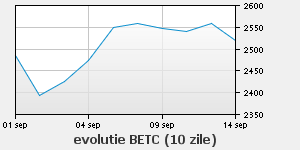 2600
2550
2500
2450
2400
2350
01 sep
04 sep
09 sep
14 sep
evolutie BETC (10 zile)